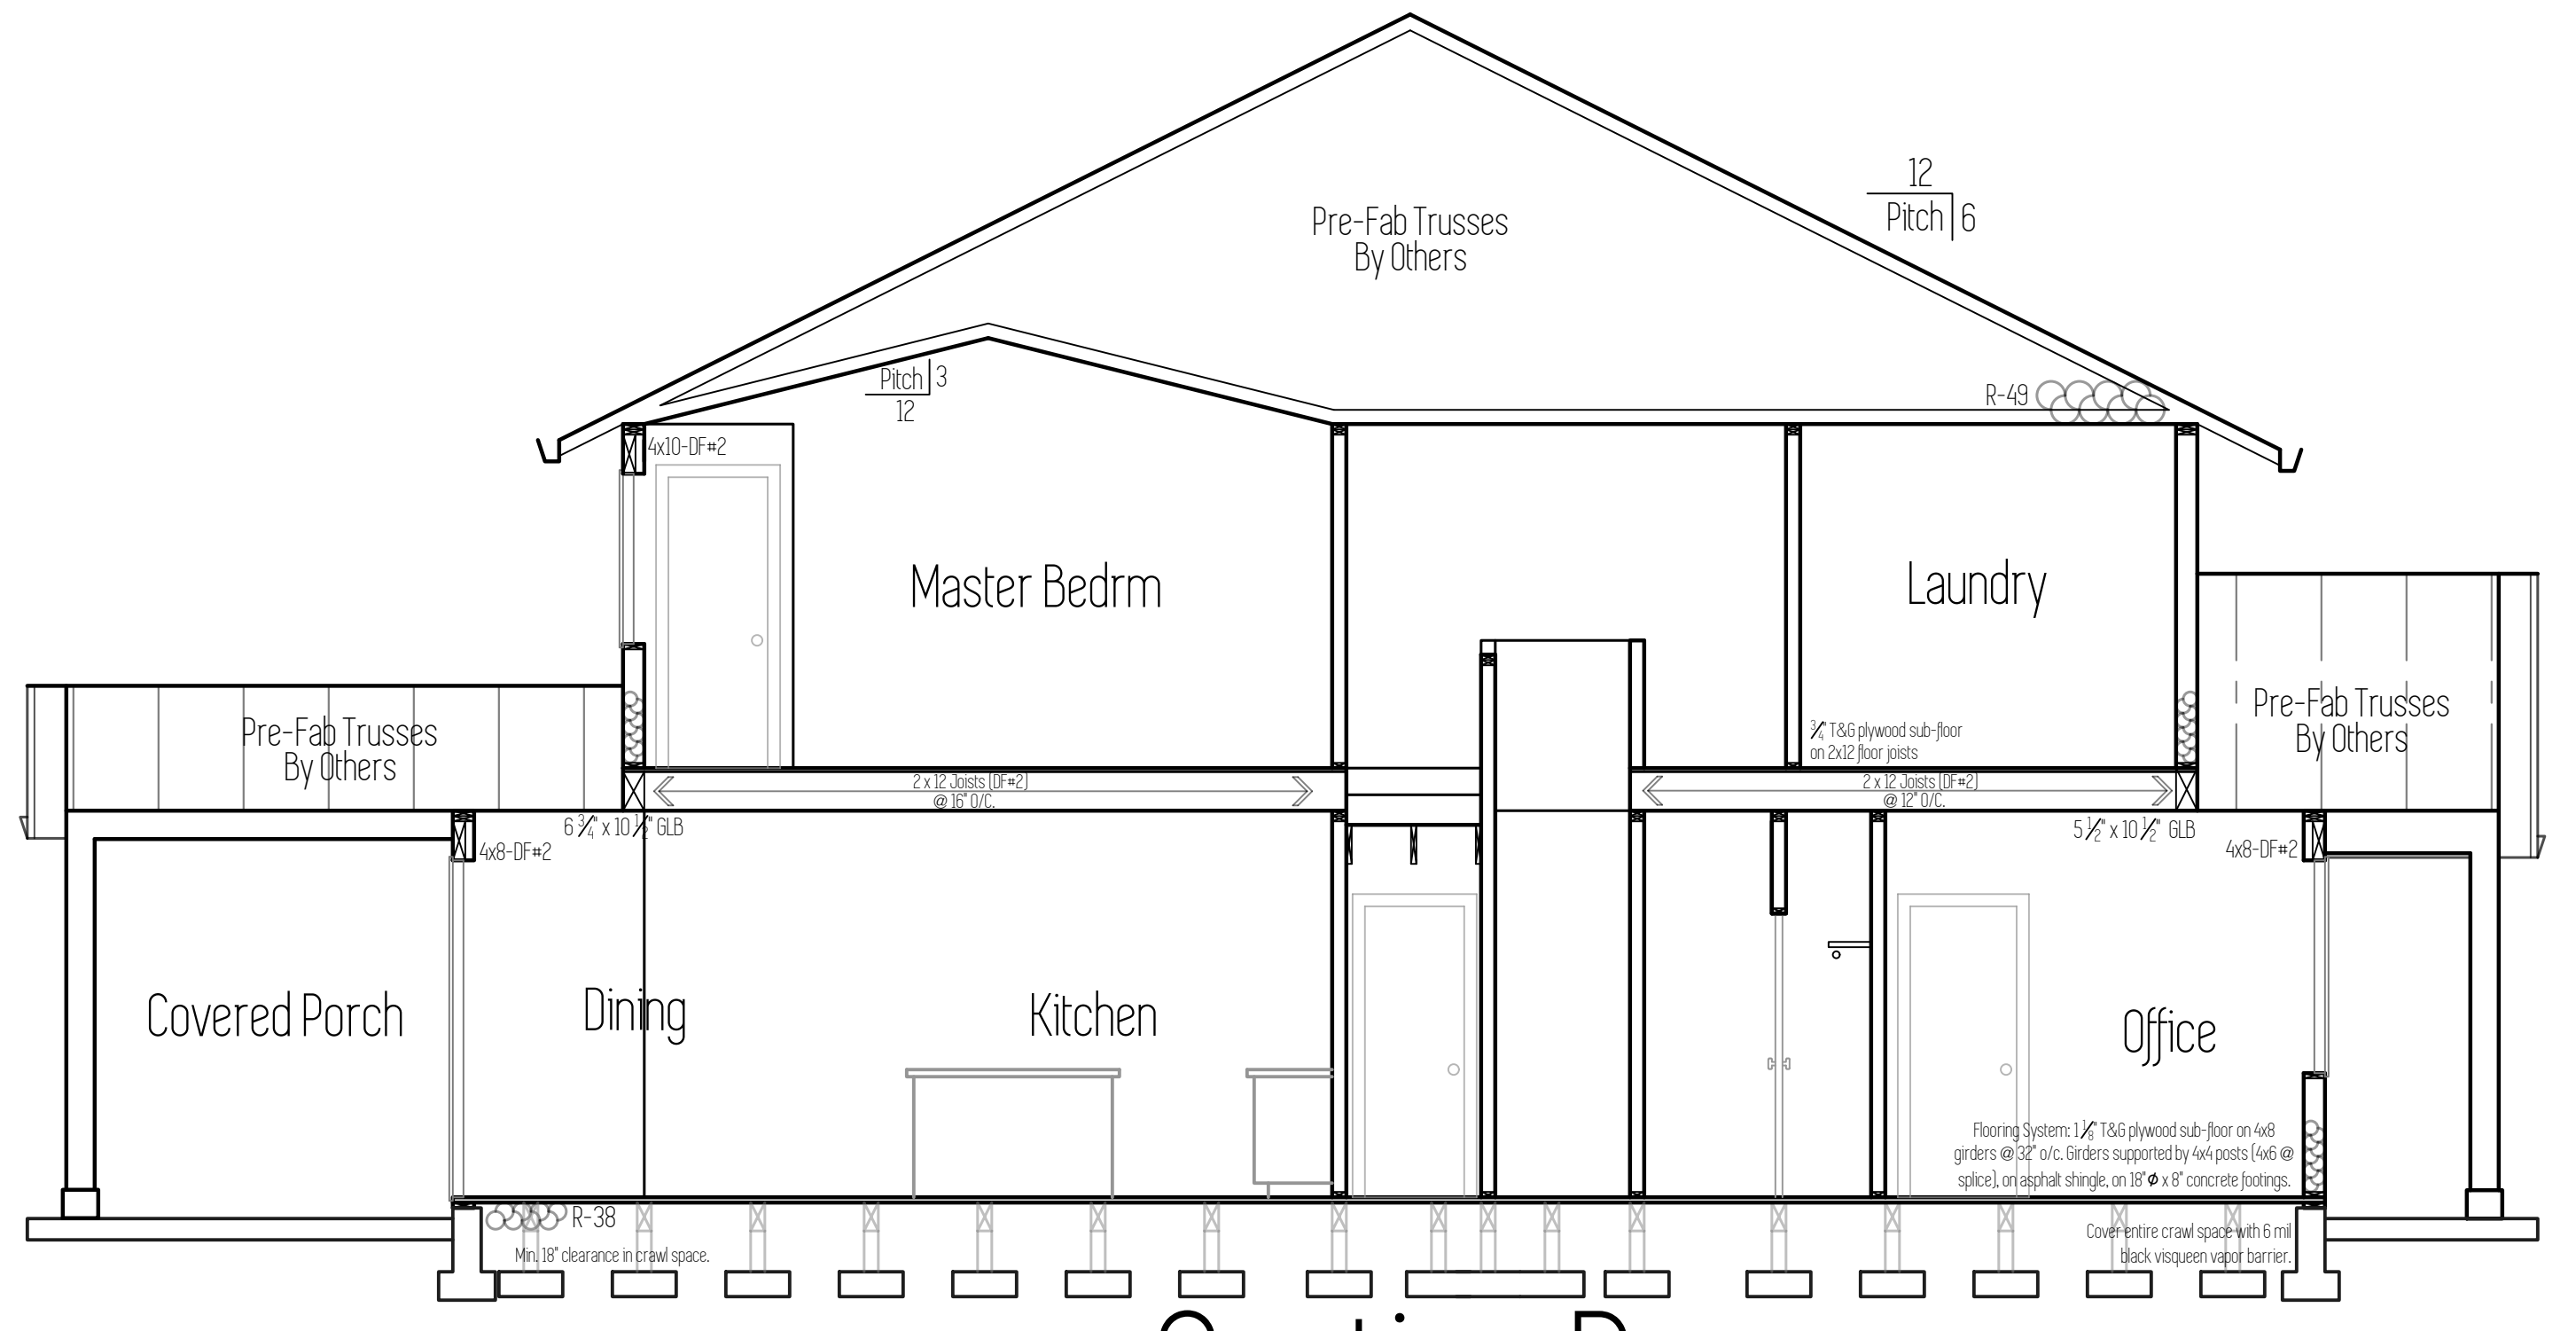 12
Pitch 6
Pre-Fab Trusses
By Others
Pitch 3
12
R-49
4x10-DF#2
Master Bedrm
Laundry
Pre-Fab Trusses
By Others
Pre-Fab Trusses
By Others
3/4" T&G plywood sub-floor
on 2x12 floor joists
2 x 12 Joists (DF#2)
@ 16" O/C.
2 x 12 Joists (DF#2)
@ 12" O/C.
6 3/4" x 10 1/2" GLB
5 1/2" x 10 1/2" GLB
4x8-DF#2
4x8-DF#2
Covered Porch
Dining
Kitchen
Office
Flooring System: 1 1/8" T&G plywood sub-floor on 4x8
girders @ 32" o/c. Girders supported by 4x4 posts (4x6 @
splice), on asphalt shingle, on 18" Ø x 8" concrete footings.
R-38
Min. 18" clearance in crawl space.
Cover entire crawl space with 6 mil
black visqueen vapor barrier.